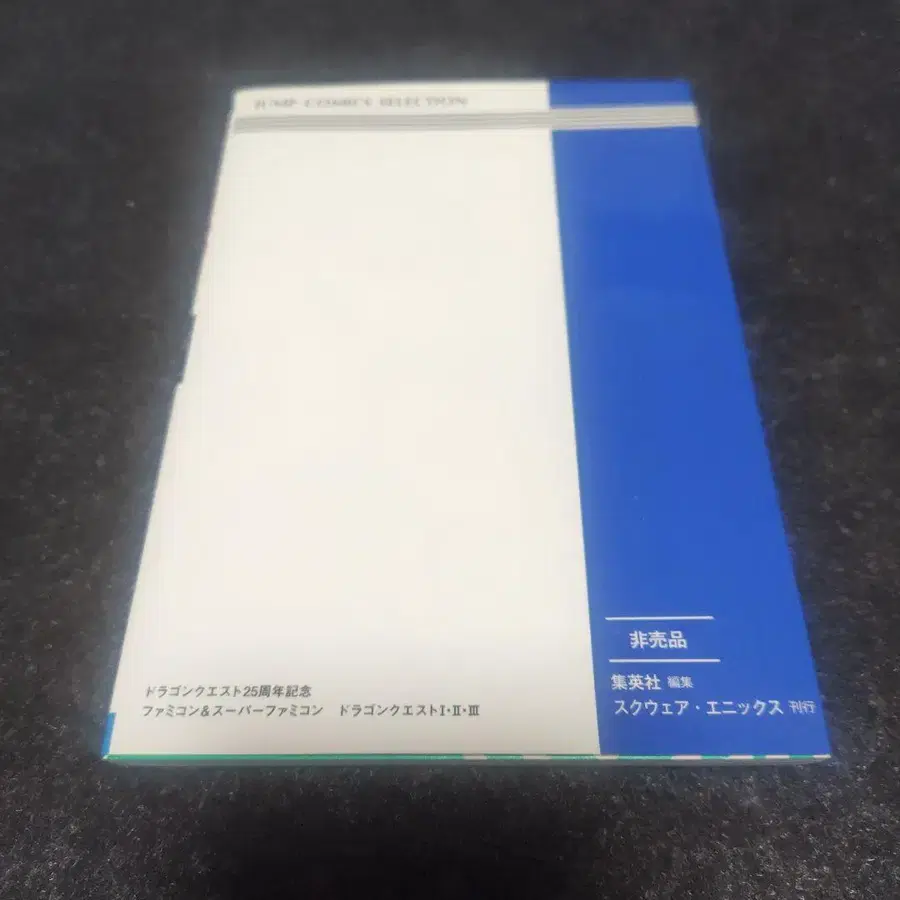 JUMP COMICS SELECTION
非売品
集英社 編集
スクウェア・エニックス 刊行
ドラゴンクエスト25周年記念
ファミコン&スーパーファミコン ドラゴンクエストI・II・III